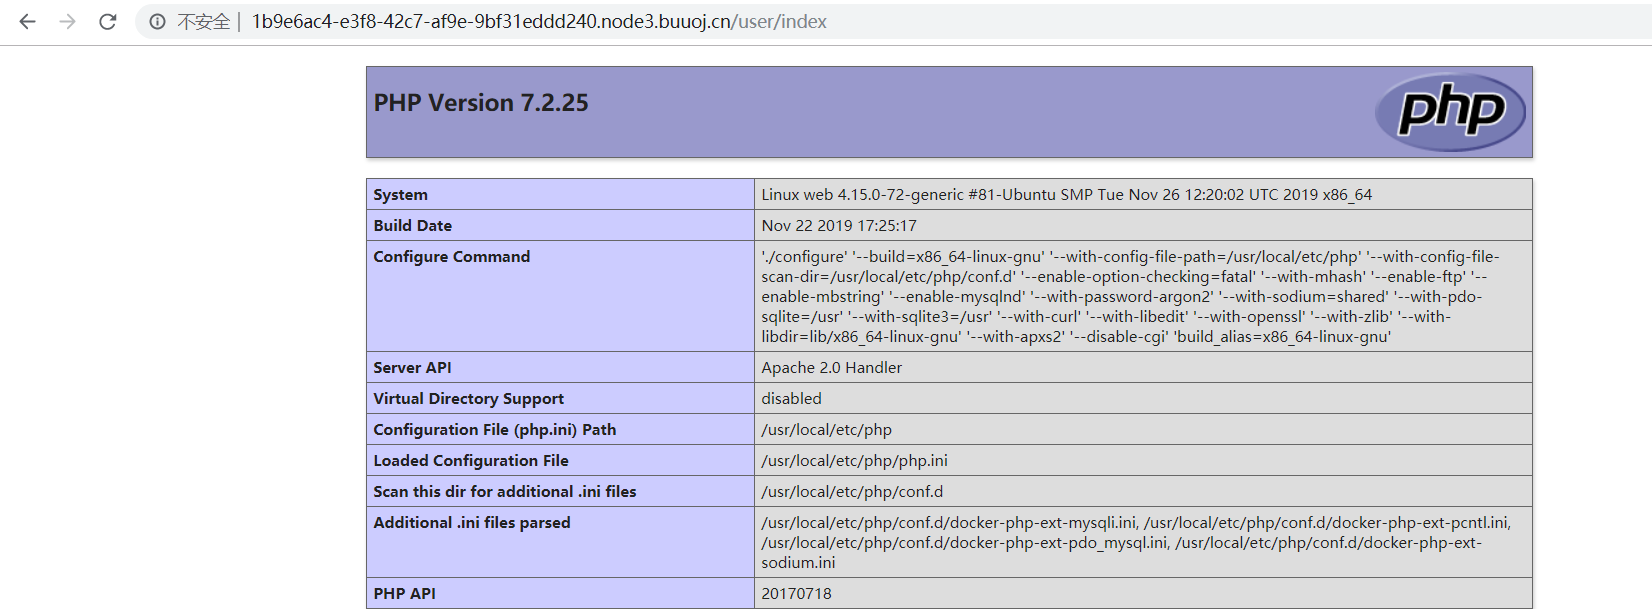 不安全 | 1b9e6ac4-e3f8-42c7-af9e-9bf31eddd240.node3.buuoj.cn/user/index
PHP Version 7.2.25
php
System Linux web 4.15.0-72-generic #81-Ubuntu SMP Tue Nov 26 12:20:02 UTC 2019 x86_64
Build Date Nov 22 2019 17:25:17
Configure Command './configure' '--build=x86_64-linux-gnu' '--with-config-file-path=/usr/local/etc/php' '--with-config-file-
scan-dir=/usr/local/etc/php/conf.d' '--enable-option-checking=fatal' '--with-mhash' '--enable-ftp' '--
enable-mbstring' '--enable-mysqlnd' '--with-password-argon2' '--with-sodium=shared' '--with-pdo-
sqlite=/usr' '--with-sqlite3=/usr' '--with-curl' '--with-libedit' '--with-openssl' '--with-zlib' '--with-
libdir=lib/x86_64-linux-gnu' '--with-apxs2' '--disable-cgi' 'build_alias=x86_64-linux-gnu'
Server API Apache 2.0 Handler
Virtual Directory Support disabled
Configuration File (php.ini) Path /usr/local/etc/php
Loaded Configuration File /usr/local/etc/php/php.ini
Scan this dir for additional .ini files /usr/local/etc/php/conf.d
Additional .ini files parsed /usr/local/etc/php/conf.d/docker-php-ext-mysqli.ini, /usr/local/etc/php/conf.d/docker-php-ext-pcntl.ini,
/usr/local/etc/php/conf.d/docker-php-ext-pdo_mysql.ini, /usr/local/etc/php/conf.d/docker-php-ext-
sodium.ini
PHP API 20170718